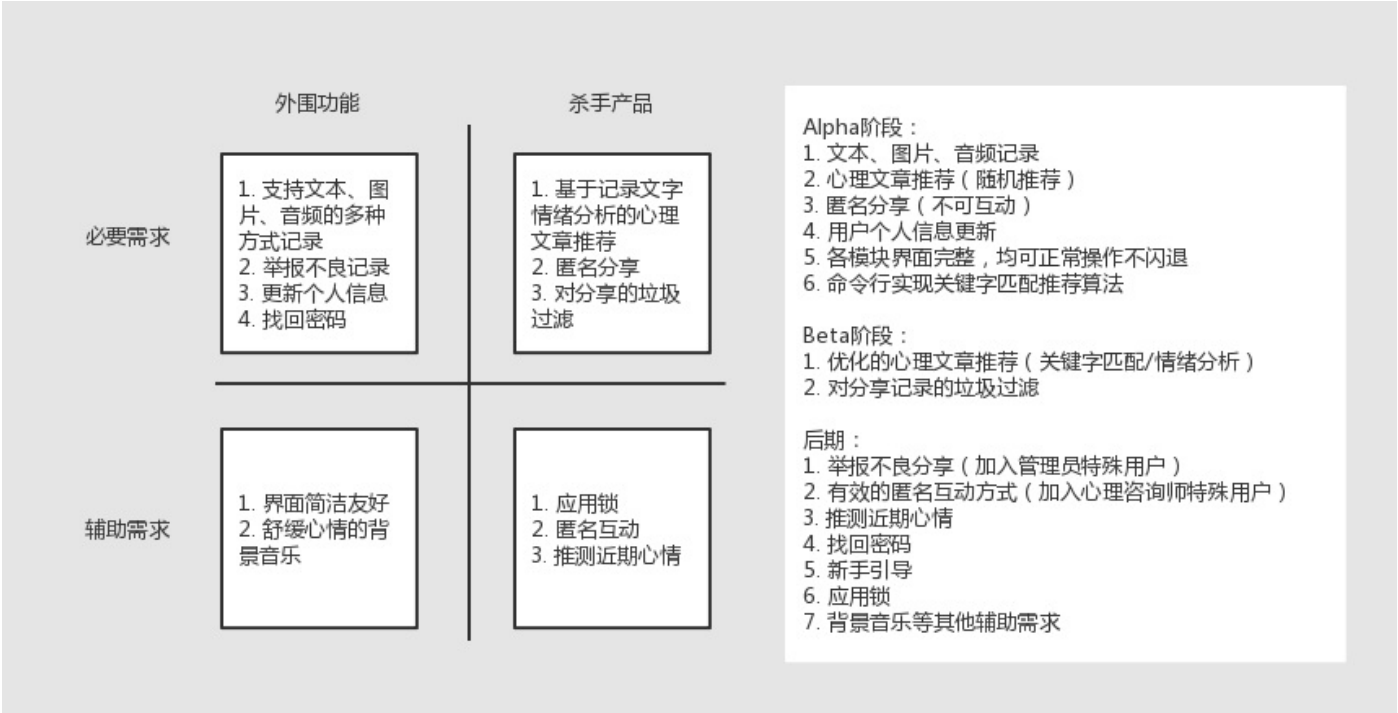 外围功能
杀手产品
必要需求
1. 支持文本、图
片、音频的多种
方式记录
2. 举报不良记录
3. 更新个人信息
4. 找回密码
1. 基于记录文字
情绪分析的心理
文章推荐
2. 匿名分享
3. 对分享的垃圾
过滤
辅助需求
1. 界面简洁友好
2. 舒缓心情的背
景音乐
1. 应用锁
2. 匿名互动
3. 推测近期心情
Alpha阶段：
1. 文本、图片、音频记录
2. 心理文章推荐（随机推荐）
3. 匿名分享（不可互动）
4. 用户个人信息更新
5. 各模块界面完整，均可正常操作不闪退
6. 命令行实现关键字匹配推荐算法
Beta阶段：
1. 优化的心理文章推荐（关键字匹配/情绪分析）
2. 对分享记录的垃圾过滤
后期：
1. 举报不良分享（加入管理员特殊用户）
2. 有效的匿名互动方式（加入心理咨询师特殊用户）
3. 推测近期心情
4. 找回密码
5. 新手引导
6. 应用锁
7. 背景音乐等其他辅助需求